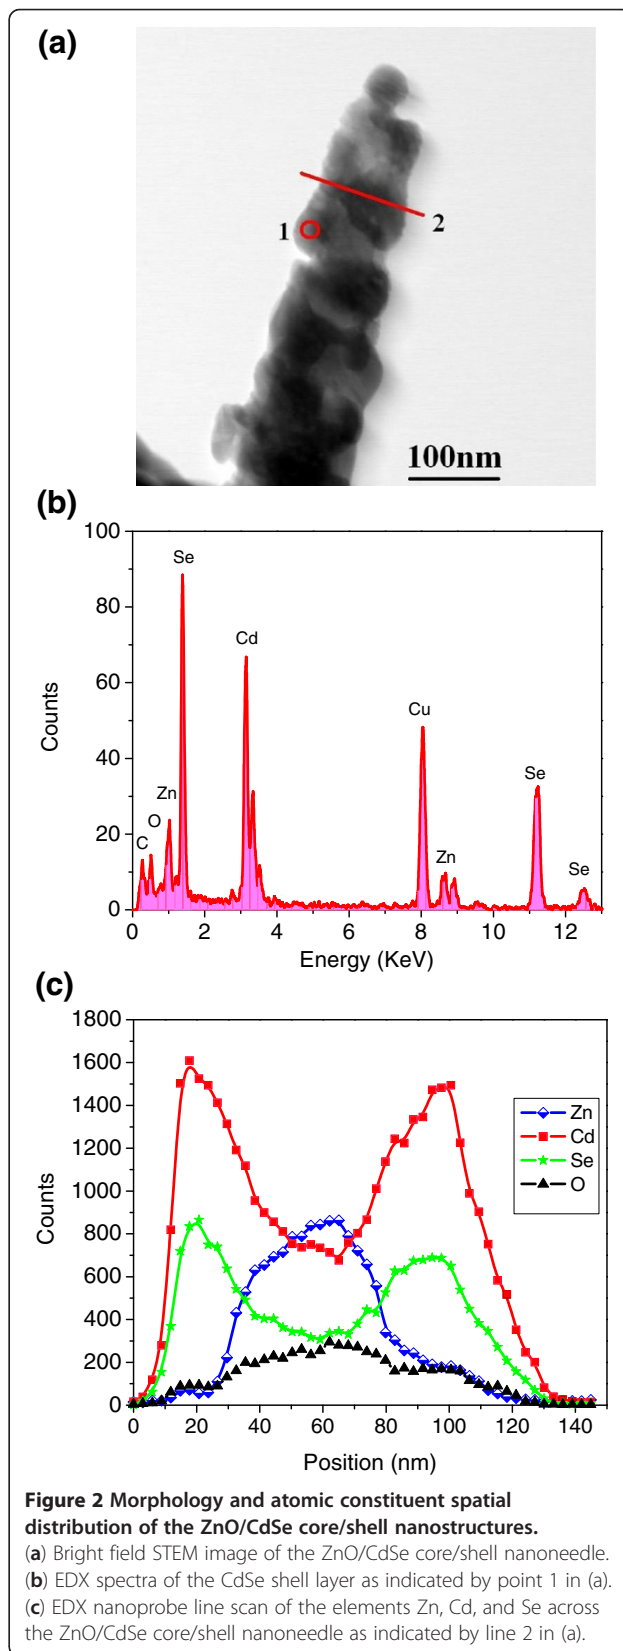 (a)
1
2
100nm
(b)
100
80
60
40
20
0
Counts
C
O
Zn
Se
Cd
Cu
Zn
Se
Se
0 2 4 6 8 10 12
Energy (KeV)
(c)
1800
1600
1400
1200
1000
800
600
400
200
0
Counts
Zn
Cd
Se
O
0 20 40 60 80 100 120 140
Position (nm)
Figure 2 Morphology and atomic constituent spatial
distribution of the ZnO/CdSe core/shell nanostructures.
(a) Bright field STEM image of the ZnO/CdSe core/shell nanoneedle.
(b) EDX spectra of the CdSe shell layer as indicated by point 1 in (a).
(c) EDX nanoprobe line scan of the elements Zn, Cd, and Se across
the ZnO/CdSe core/shell nanoneedle as indicated by line 2 in (a).